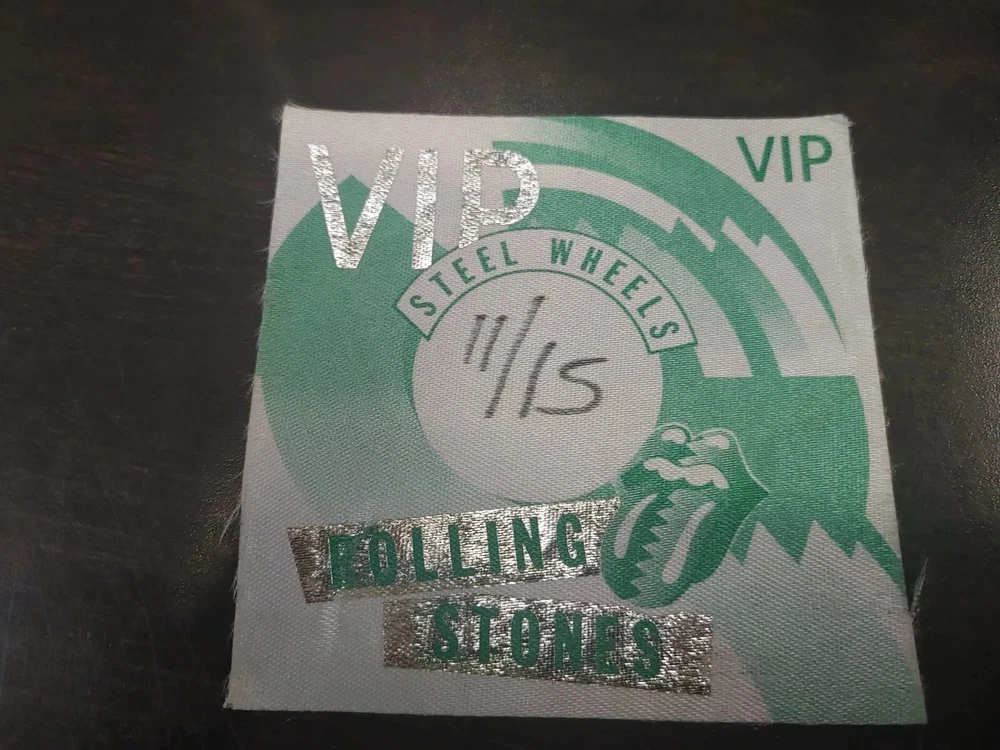 VIP
VIP
STEEL WHEELS
11/15
ROLLING
STONES